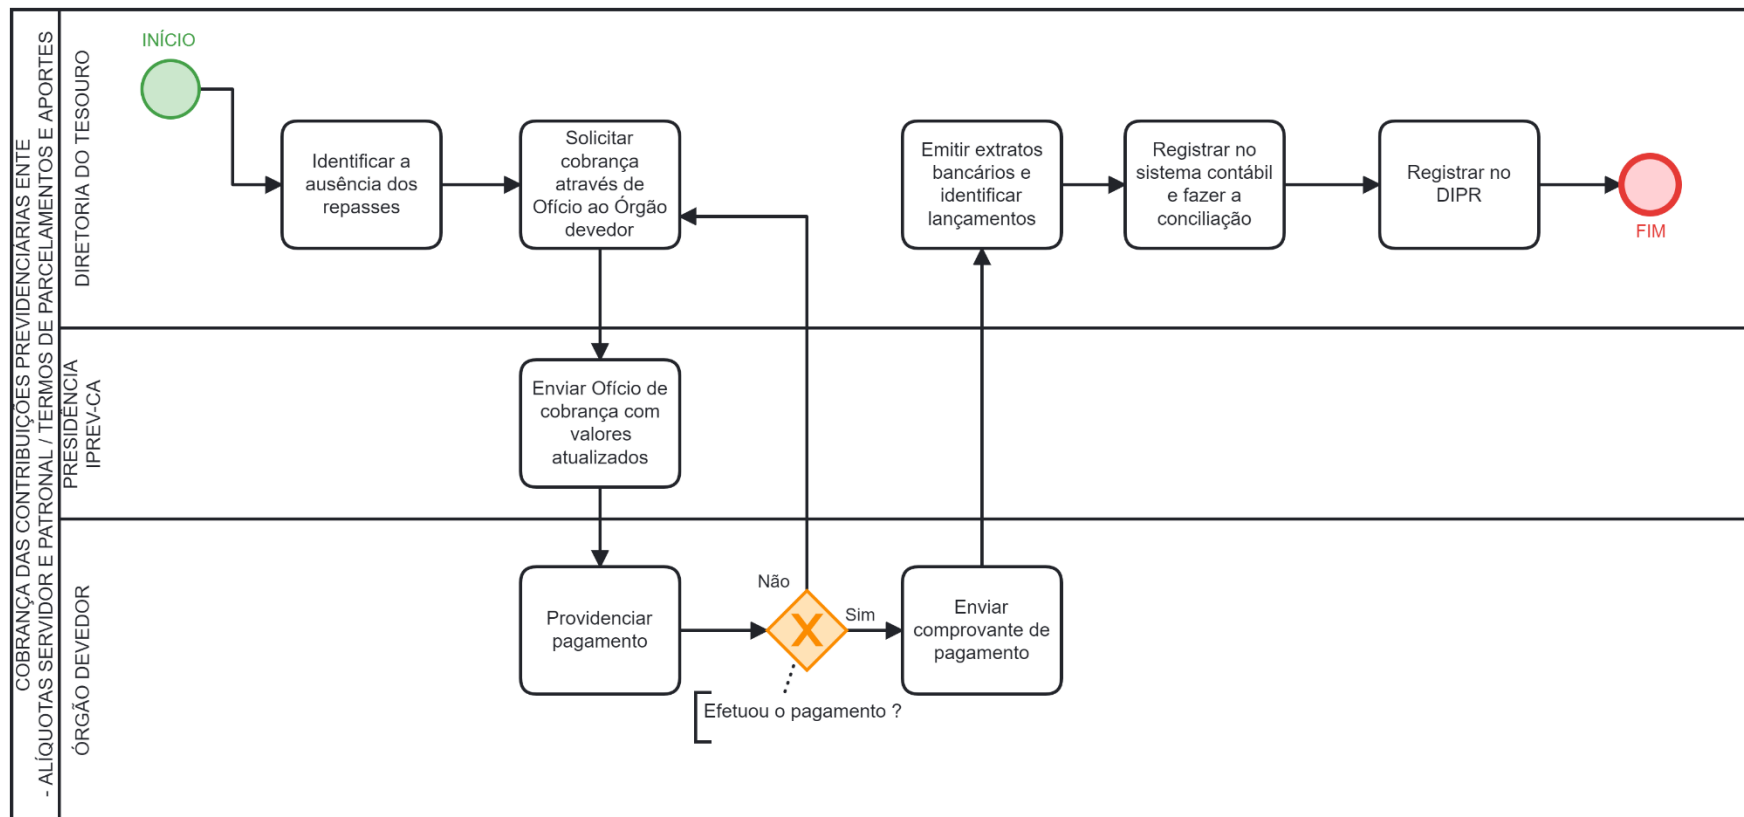 COBRANÇA DAS CONTRIBUIÇÕES PREVIDENCIÁRIAS ENTE
- ALÍQUOTAS SERVIDOR E PATRONAL / TERMOS DE PARCELAMENTOS E APORTES
DIRETORIA DO TESOURO
INÍCIO
Identificar a
ausência dos
repasses
Solicitar
cobrança
através de
Ofício ao Órgão
devedor
Emitir extratos
bancários e
identificar
lançamentos
Registrar no
sistema contábil
e fazer a
conciliação
Registrar no
DIPR
FIM
PRESIDÊNCIA
IPREV-CA
Enviar Ofício de
cobrança com
valores
atualizados
ÓRGÃO DEVEDOR
Providenciar
pagamento
Não
X
Sim
Efetuou o pagamento ?
Enviar
comprovante de
pagamento